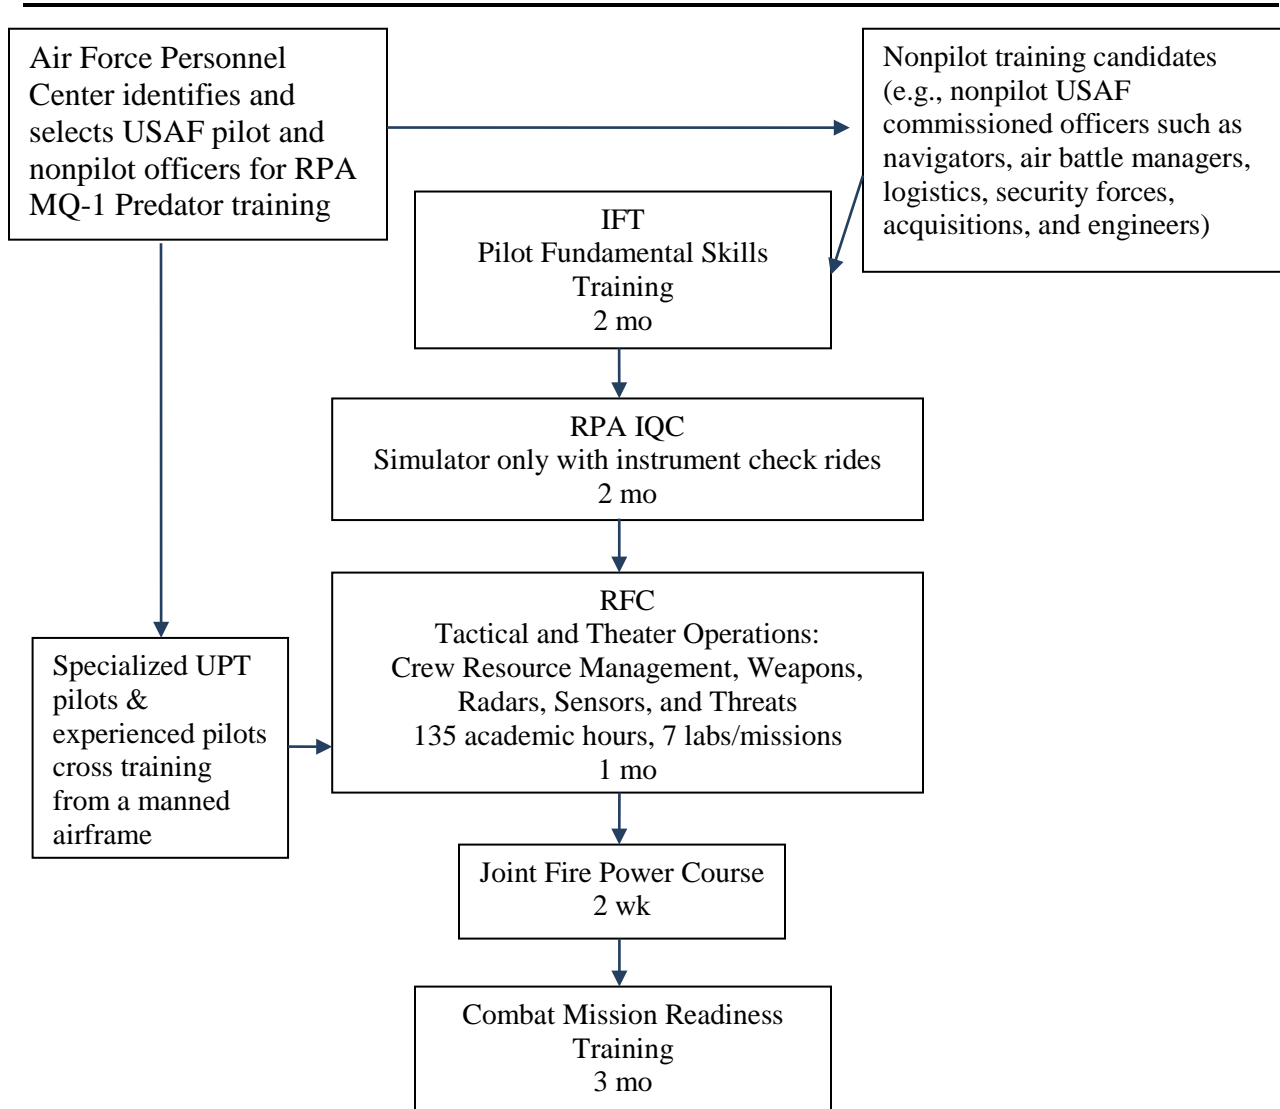 Air Force Personnel
Center identifies and
selects USAF pilot and
nonpilot officers for RPA
MQ-1 Predator training
Nonpilot training candidates
(e.g., nonpilot USAF
commissioned officers such as
navigators, air battle managers,
logistics, security forces,
acquisitions, and engineers)
IFT
Pilot Fundamental Skills
Training
2 mo
RPA IQC
Simulator only with instrument check rides
2 mo
Specialized UPT
pilots &
experienced pilots
cross training
from a manned
airframe
RFC
Tactical and Theater Operations:
Crew Resource Management, Weapons,
Radars, Sensors, and Threats
135 academic hours, 7 labs/missions
1 mo
Joint Fire Power Course
2 wk
Combat Mission Readiness
Training
3 mo